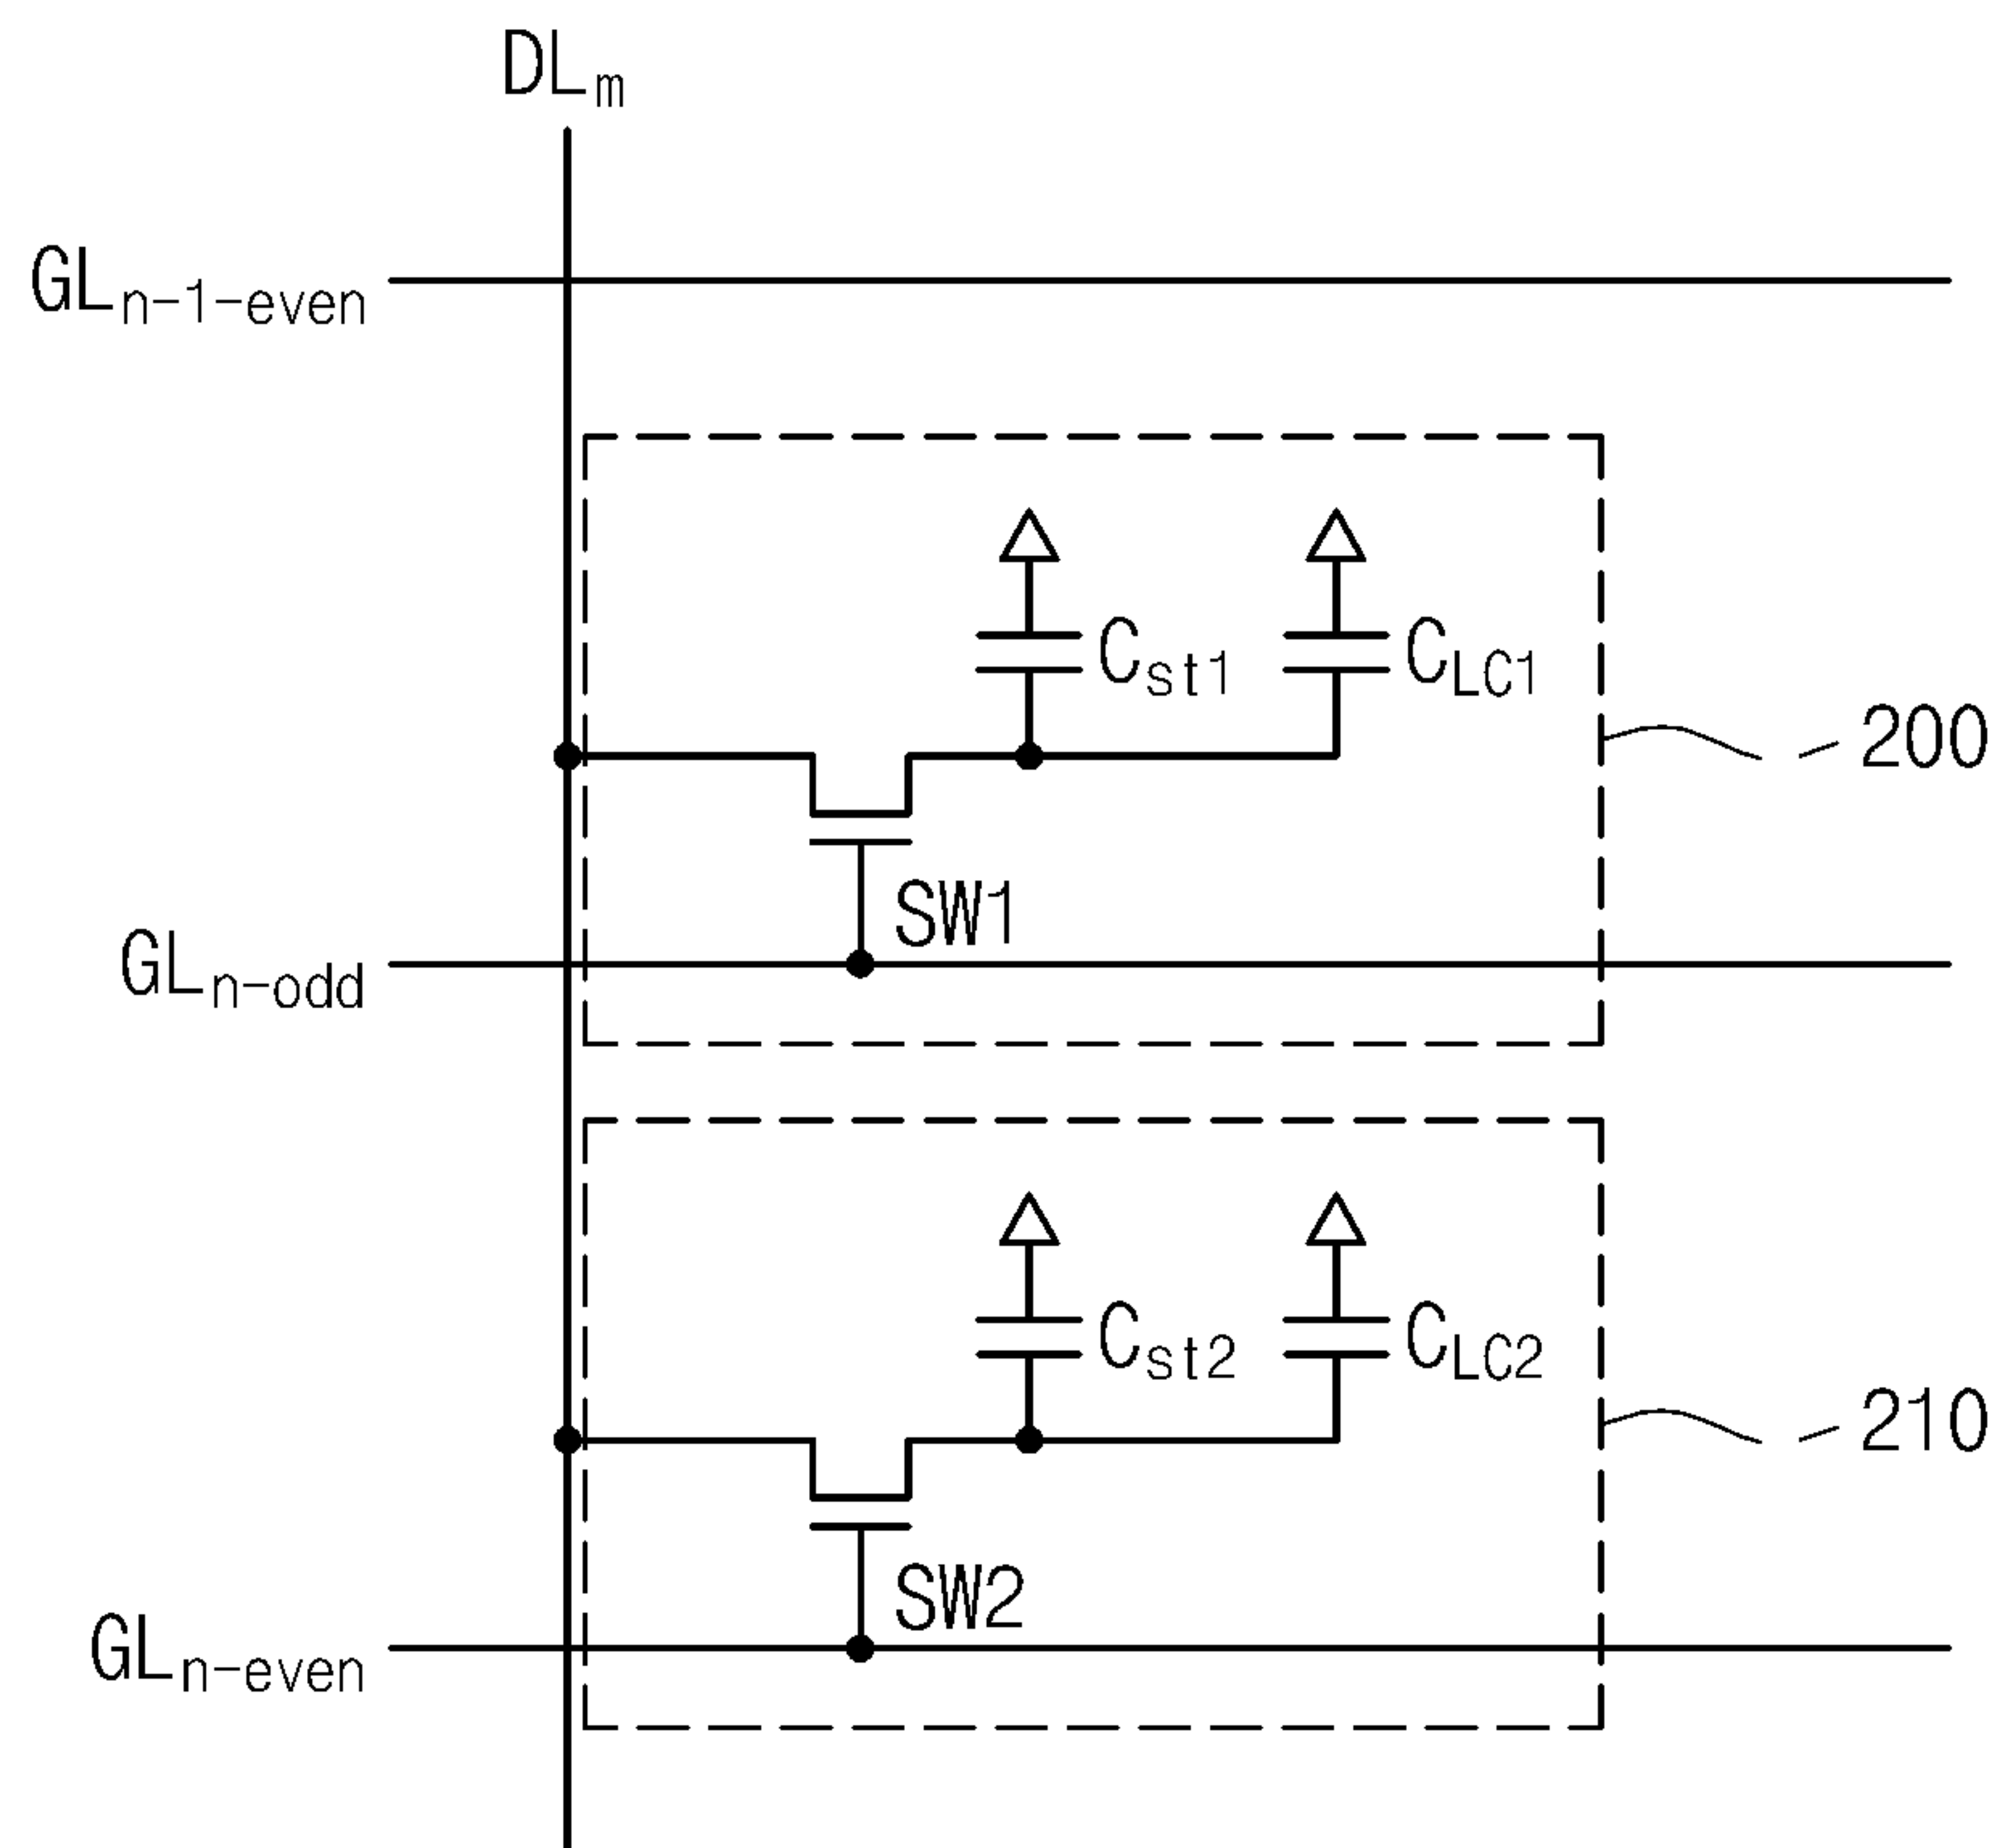 DLm
GLn-1-even
Cst1 CLC1
200
SW1
GLn-odd
Cst2 CLC2
210
SW2
GLn-even